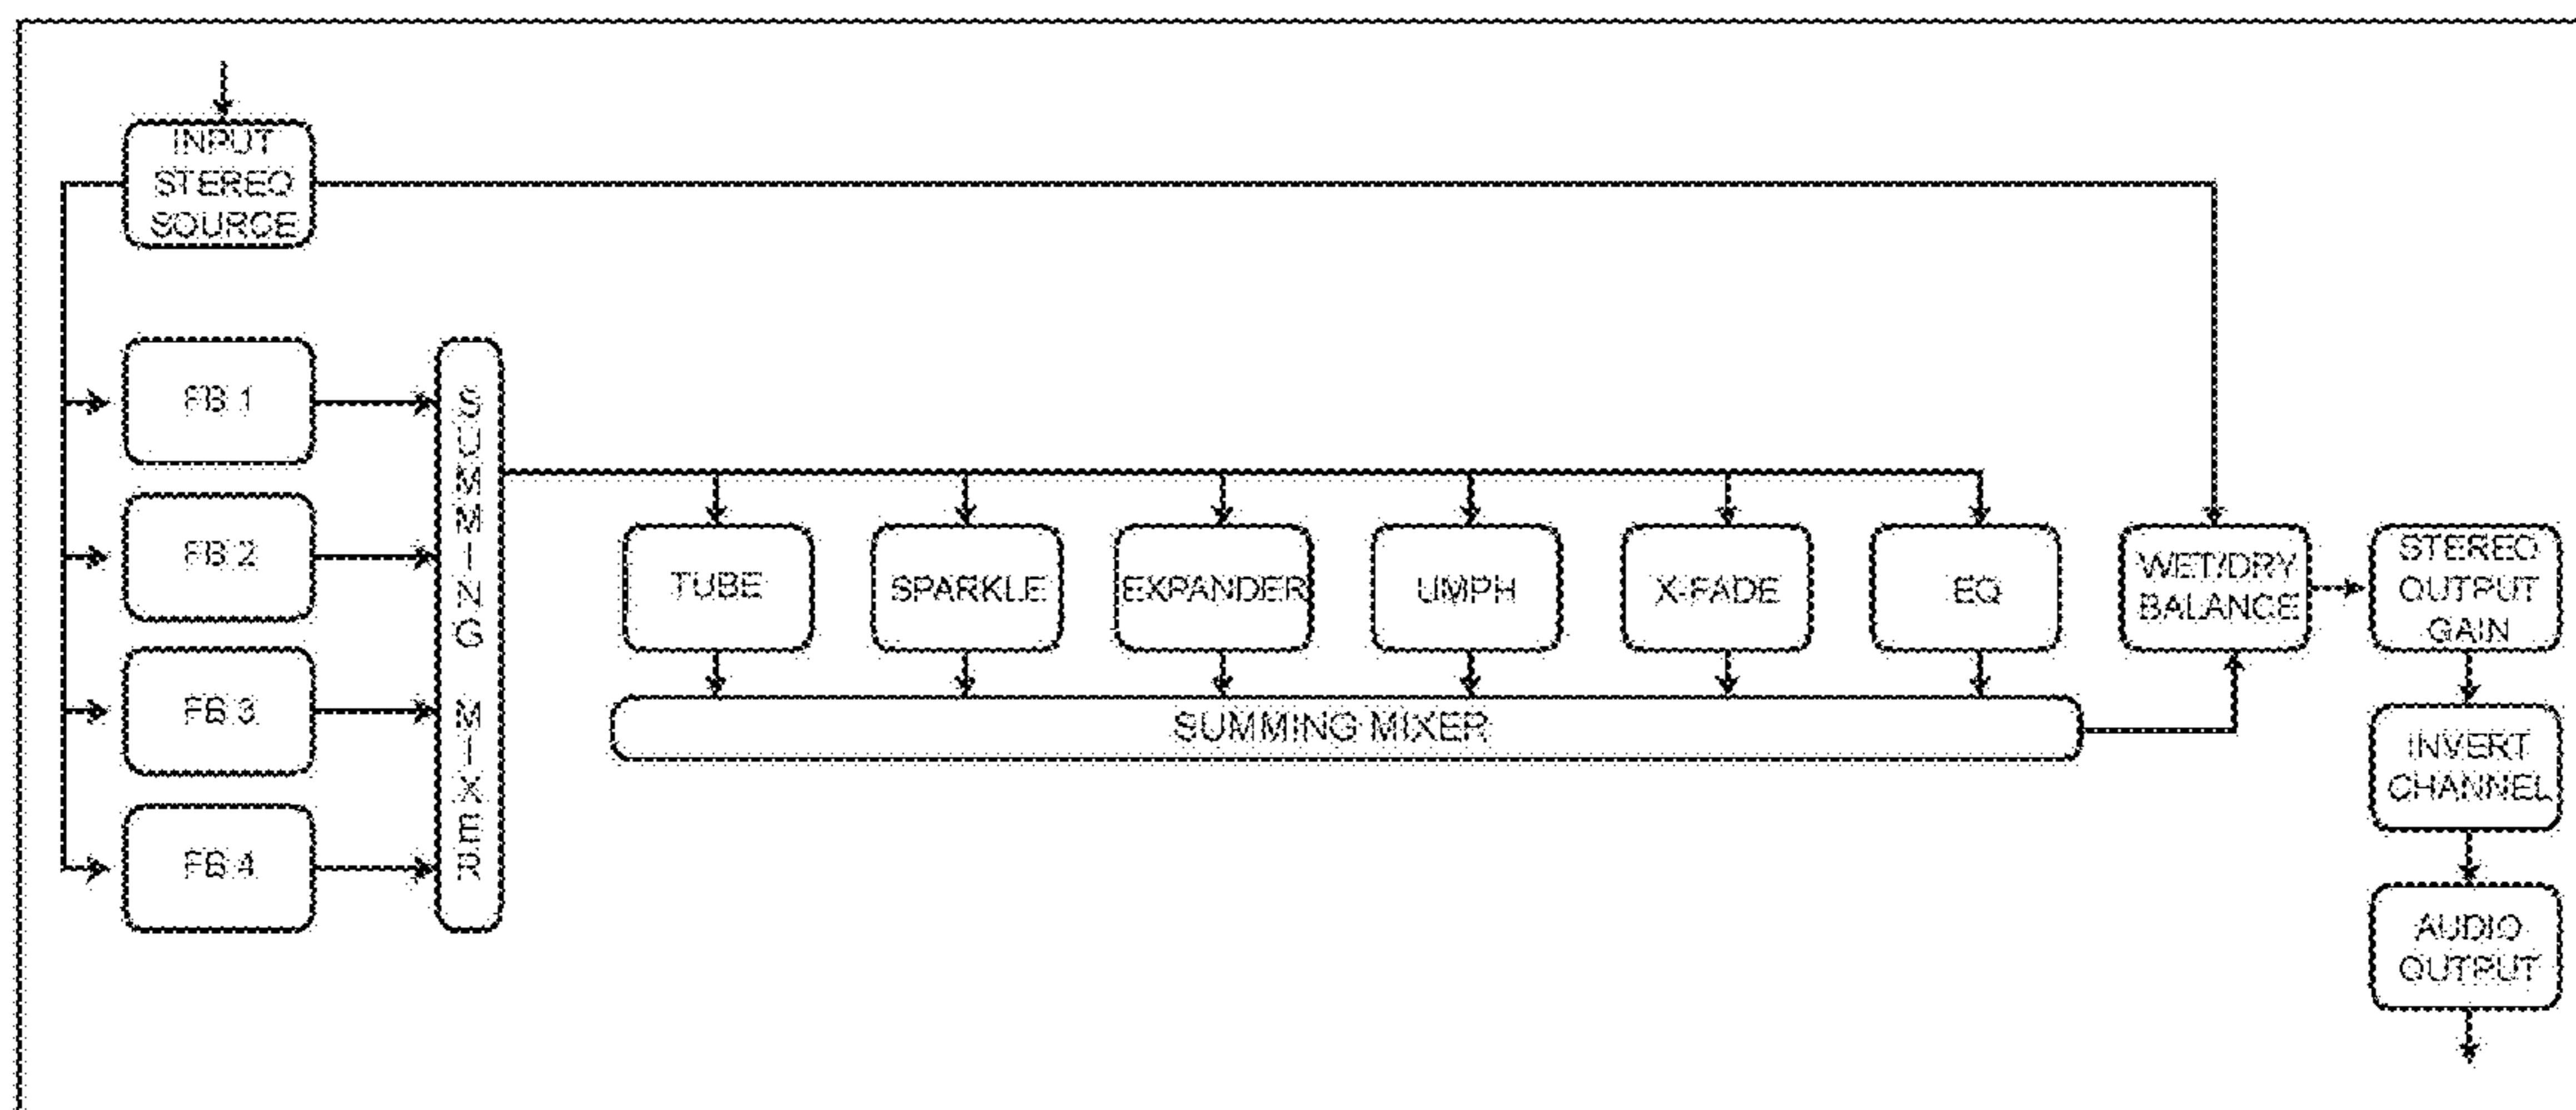 INPUT
STEREO
SOURCE
FB 1
FB 2
FB 3
FB 4
SUMMING MIXER
TUBE
SPARKLE
EXPANDER
UMPH
X-FADE
EQ
SUMMING MIXER
WET/DRY
BALANCE
STEREO
OUTPUT
GAIN
INVERT
CHANNEL
AUDIO
OUTPUT